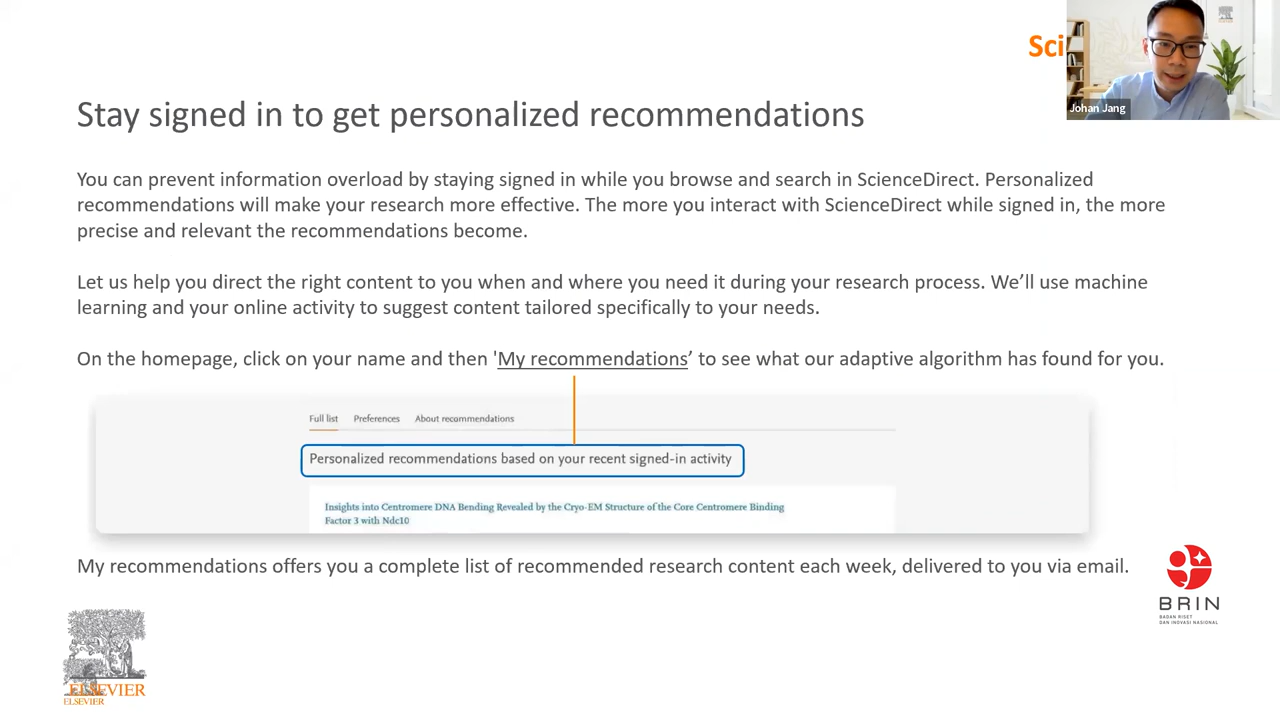 Sci
Johan Jang
Stay signed in to get personalized recommendations
You can prevent information overload by staying signed in while you browse and search in ScienceDirect. Personalized
recommendations will make your research more effective. The more you interact with ScienceDirect while signed in, the more
precise and relevant the recommendations become.
Let us help you direct the right content to you when and where you need it during your research process. We’ll use machine
learning and your online activity to suggest content tailored specifically to your needs.
On the homepage, click on your name and then 'My recommendations’ to see what our adaptive algorithm has found for you.
Full list Preferences About recommendations
Personalized recommendations based on your recent signed-in activity
Insights into Centromere DNA Bending Revealed by the Cryo-EM Structure of the Core Centromere Binding
Factor 3 with Ndc10
My recommendations offers you a complete list of recommended research content each week, delivered to you via email.
BRIN
BADAN RISET
DAN INOVASI NASIONAL
ELSEVIER
ELSEVIER